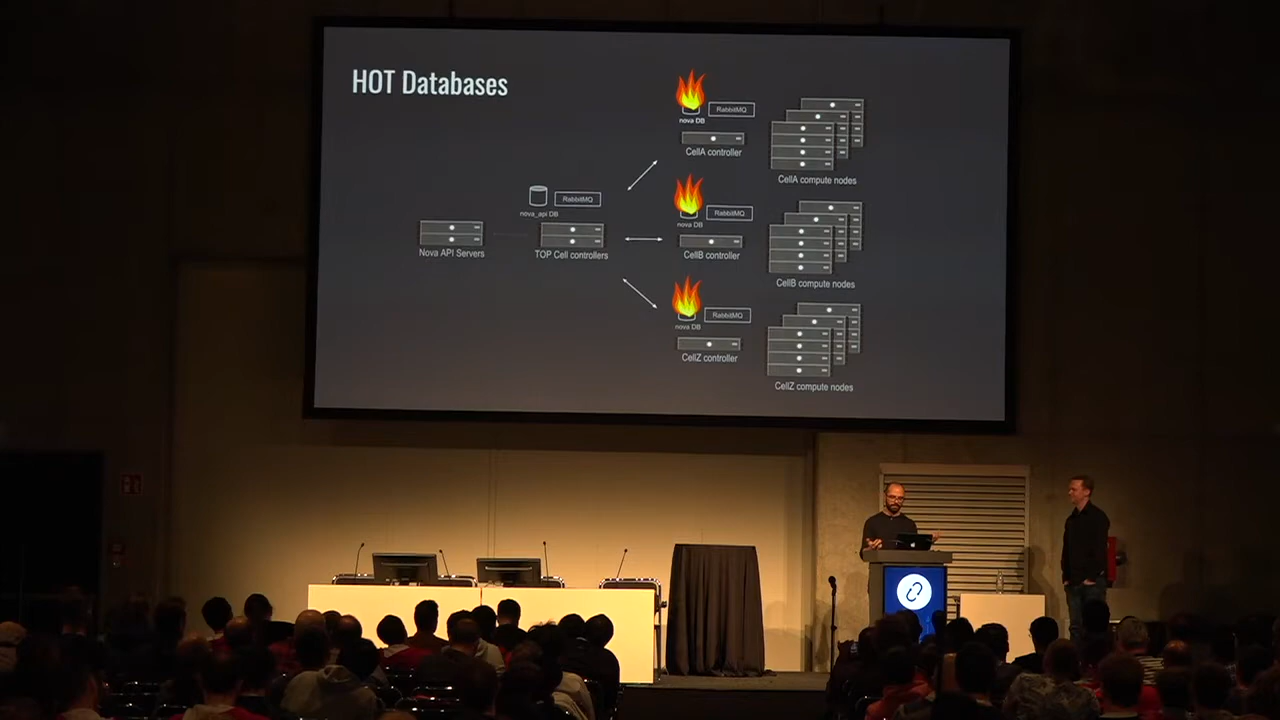 HOT Databases
nova DB
RabbitMQ
CellA controller
CellA compute nodes
nova_api DB
RabbitMQ
Nova API Servers
TOP Cell controllers
nova DB
RabbitMQ
CellB controller
CellB compute nodes
nova DB
RabbitMQ
CellZ controller
CellZ compute nodes